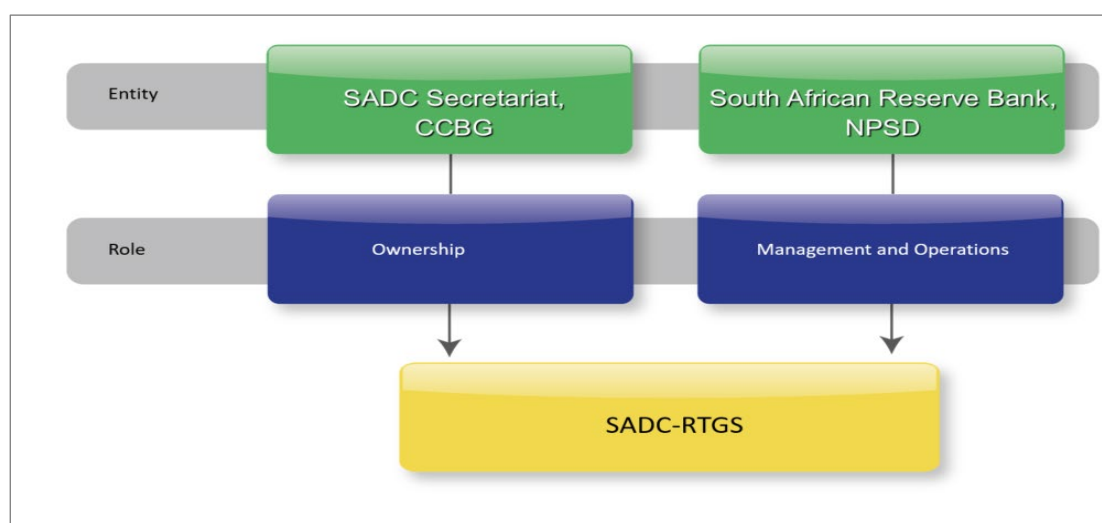 Entity
SADC Secretariat,
CCBG
South African Reserve Bank,
NPSD
Role
Ownership
Management and Operations
SADC-RTGS